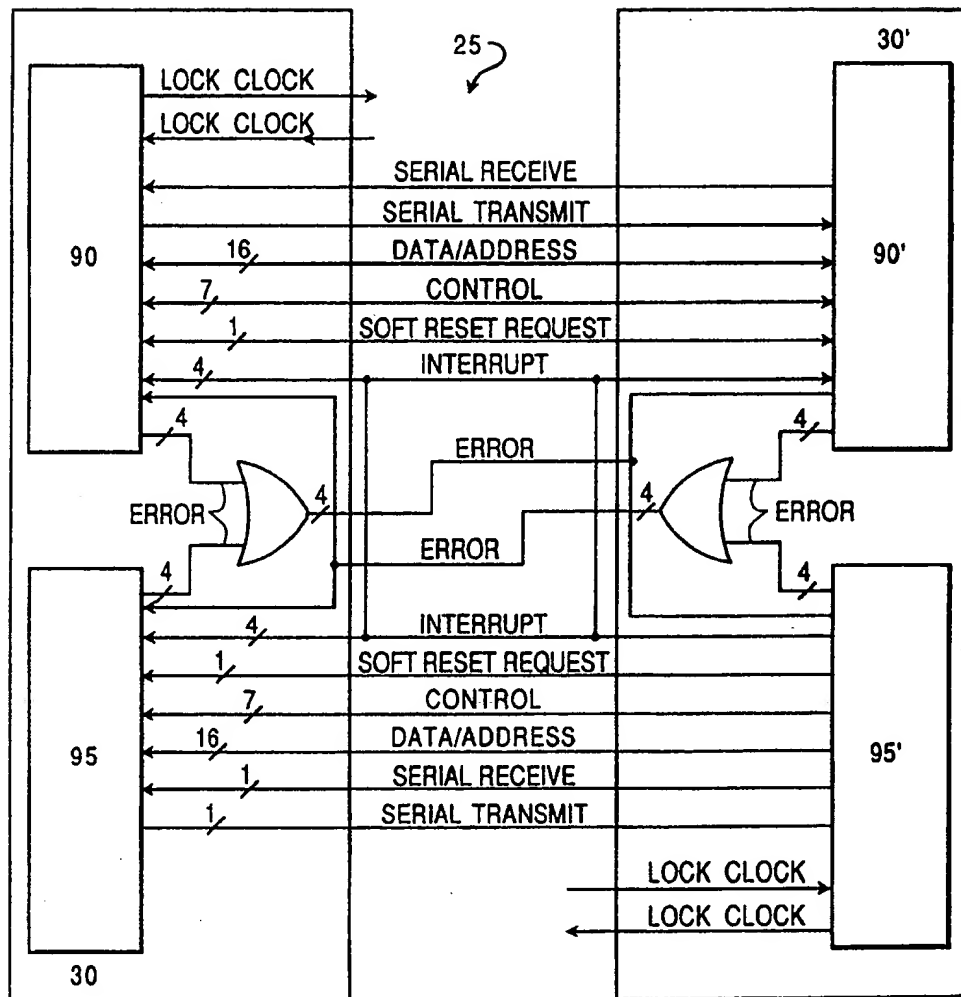 25
30'
LOCK CLOCK
LOCK CLOCK
SERIAL RECEIVE
SERIAL TRANSMIT
90
16 DATA/ADDRESS
90'
7 CONTROL
1 SOFT RESET REQUEST
4 INTERRUPT
4
4
ERROR
4
4
ERROR
ERROR
ERROR
4
4
4 INTERRUPT
1 SOFT RESET REQUEST
7 CONTROL
95
16 DATA/ADDRESS
95'
1 SERIAL RECEIVE
1 SERIAL TRANSMIT
LOCK CLOCK
LOCK CLOCK
30